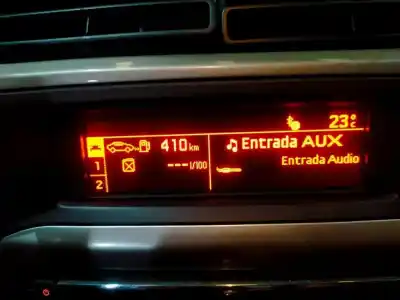 23°C
410 km
Entrada AUX
1
---l/100
Entrada Audio
2